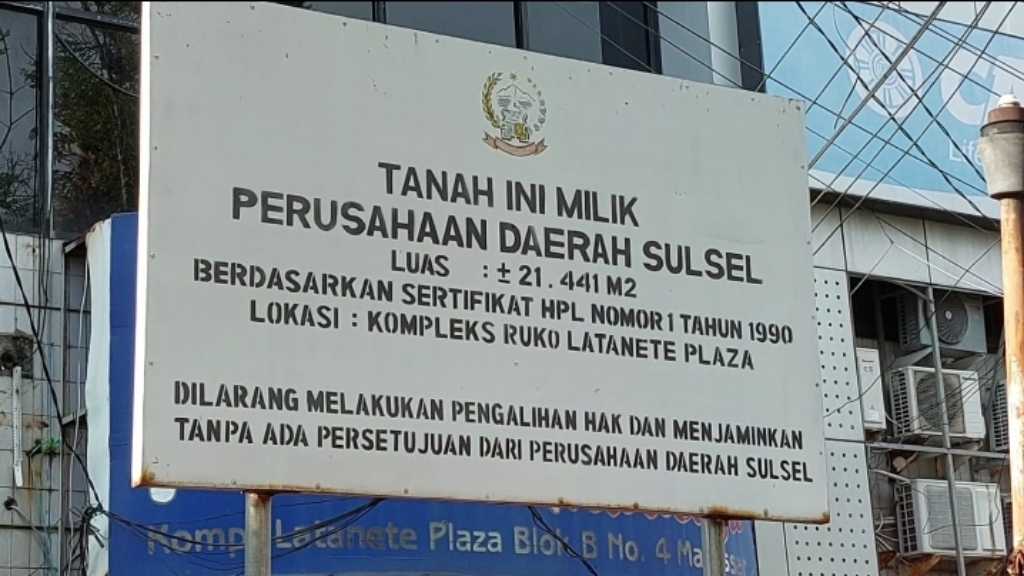 TANAH INI MILIK
PERUSAHAAN DAERAH SULSEL
LUAS : ± 21.441 M2
BERDASARKAN SERTIFIKAT HPL NOMOR 1 TAHUN 1990
LOKASI : KOMPLEKS RUKO LATANETE PLAZA
DILARANG MELAKUKAN PENGALIHAN HAK DAN MENJAMINKAN
TANPA ADA PERSETUJUAN DARI PERUSAHAAN DAERAH SULSEL
Latanete Plaza Blok B No. 4